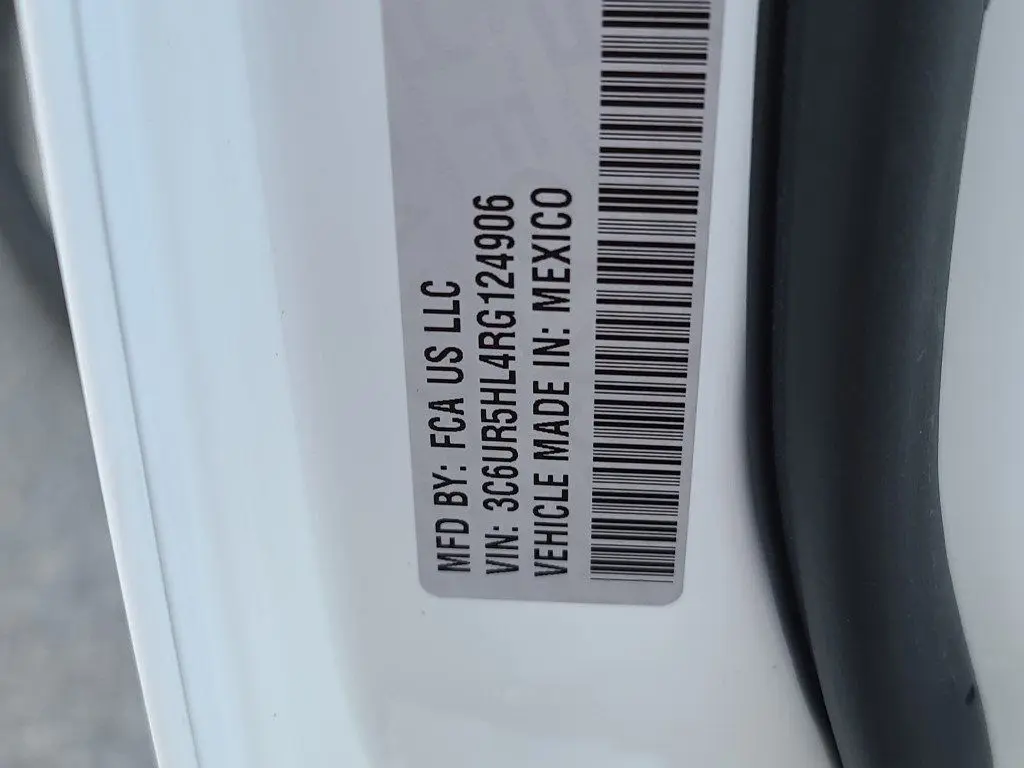 MFD BY: FCA US LLC
VIN: 3C6UR5HL4RG124906
VEHICLE MADE IN: MEXICO